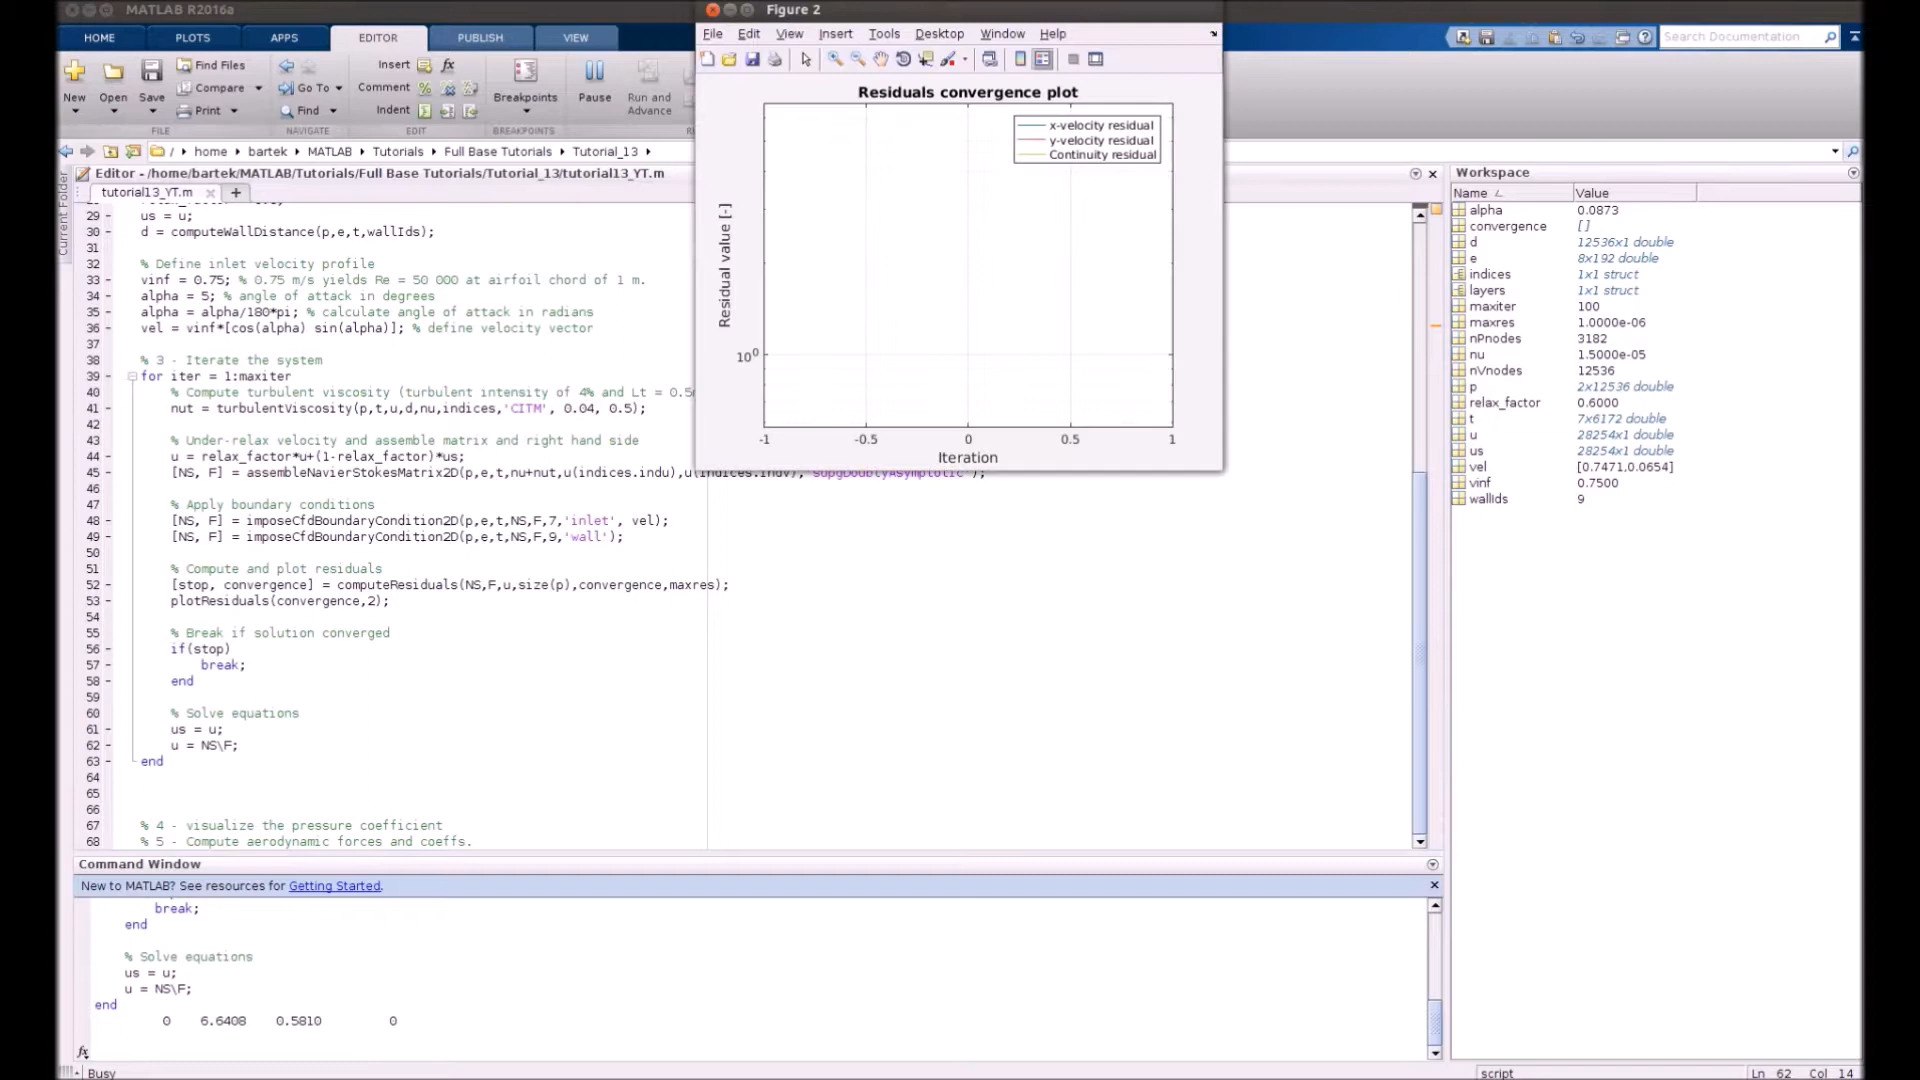 MATLAB R2016a
HOME PLOTS APPS EDITOR PUBLISH VIEW
Search Documentation
New Open Save
Find Files
Compare
Print
Go To
Find
Insert
Comment
Indent
Breakpoints
Pause
Run and
Advance
FILE NAVIGATE EDIT BREAKPOINTS
/ home bartek MATLAB Tutorials Full Base Tutorials Tutorial_13
Current Folder
Editor - /home/bartek/MATLAB/Tutorials/Full Base Tutorials/Tutorial_13/tutorial13_YT.m
tutorial13_YT.m
29 us = u;
30 d = computeWallDistance(p,e,t,wallIds);
31
32 % Define inlet velocity profile
33 vinf = 0.75; % 0.75 m/s yields Re = 50 000 at airfoil chord of 1 m.
34 alpha = 5; % angle of attack in degrees
35 alpha = alpha/180*pi; % calculate angle of attack in radians
36 vel = vinf*[cos(alpha) sin(alpha)]; % define velocity vector
37
38 % 3 - Iterate the system
39 for iter = 1:maxiter
40 % Compute turbulent viscosity (turbulent intensity of 4% and Lt = 0.5
41 nut = turbulentViscosity(p,t,u,d,nu,indices,'CITM', 0.04, 0.5);
42
43 % Under-relax velocity and assemble matrix and right hand side
44 u = relax_factor*u+(1-relax_factor)*us;
45 [NS, F] = assembleNavierStokesMatrix2D(p,e,t,nu+nut,u(indices.indu),u(indices.indv),'SupgDoublyAsymptotic');
46
47 % Apply boundary conditions
48 [NS, F] = imposeCfdBoundaryCondition2D(p,e,t,NS,F,7,'inlet', vel);
49 [NS, F] = imposeCfdBoundaryCondition2D(p,e,t,NS,F,9,'wall');
50
51 % Compute and plot residuals
52 [stop, convergence] = computeResiduals(NS,F,u,size(p),convergence,maxres);
53 plotResiduals(convergence,2);
54
55 % Break if solution converged
56 if(stop)
57 break;
58 end
59
60 % Solve equations
61 us = u;
62 u = NS\F;
63 end
64
65
66
67 % 4 - visualize the pressure coefficient
68 % 5 - Compute aerodynamic forces and coeffs.
Figure 2
File Edit View Insert Tools Desktop Window Help
Residuals convergence plot
x-velocity residual
y-velocity residual
Continuity residual
Residual value [-]
10⁰
-1 -0.5 0 0.5 1
Iteration
Command Window
New to MATLAB? See resources for Getting Started.
break;
end
% Solve equations
us = u;
u = NS\F;
end
0 6.6408 0.5810 0
fx
Busy
Workspace
Name Value
alpha 0.0873
convergence []
d 12536x1 double
e 8x192 double
indices 1x1 struct
layers 1x1 struct
maxiter 100
maxres 1.0000e-06
nPnodes 3182
nu 1.5000e-05
nVnodes 12536
p 2x12536 double
relax_factor 0.6000
t 7x6172 double
u 28254x1 double
us 28254x1 double
vel [0.7471,0.0654]
vinf 0.7500
wallIds 9
script Ln 62 Col 14